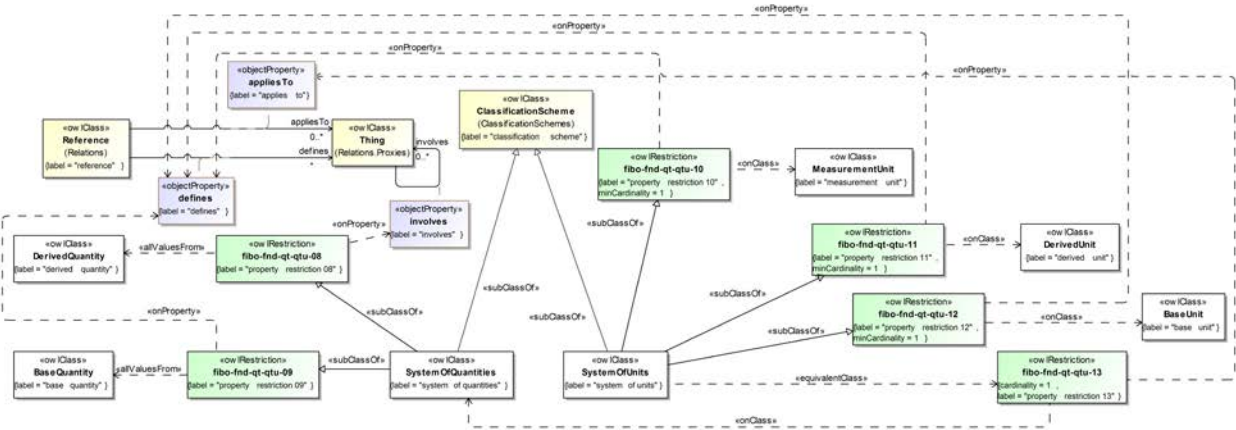 «onProperty»
«onProperty»
«onProperty»
«objectProperty»
appliesTo
{label = "applies to"}
«onProperty»
«owlClass»
Reference
(Relations)
{label = "reference" }
appliesTo
0..*
defines
*
«owlClass»
Thing
(Relations.Proxies)
involves
0..*
«owlClass»
ClassificationScheme
(ClassificationSchemes)
{label = "classification scheme"}
«owlRestriction»
fibo-fnd-qt-qtu-10
{label = "property restriction 10" ,
minCardinality = 1 }
«onClass»
«owlClass»
MeasurementUnit
{label = "measurement unit"}
«objectProperty»
defines
{label = "defines" }
«objectProperty»
involves
{label = "involves" }
«onProperty»
«subClassOf»
«owlClass»
DerivedQuantity
{label = "derived quantity"}
«allValuesFrom»
«owlRestriction»
fibo-fnd-qt-qtu-08
{label = "property restriction 08"}
«owlRestriction»
fibo-fnd-qt-qtu-11
{label = "property restriction 11" ,
minCardinality = 1 }
«onClass»
«owlClass»
DerivedUnit
{label = "derived unit"}
«subClassOf»
«subClassOf»
«subClassOf»
«onProperty»
«subClassOf»
«subClassOf»
«owlRestriction»
fibo-fnd-qt-qtu-12
{label = "property restriction 12" ,
minCardinality = 1 }
«onClass»
«owlClass»
BaseUnit
{label = "base unit"}
«owlClass»
BaseQuantity
{label = "base quantity"}
«allValuesFrom»
«owlRestriction»
fibo-fnd-qt-qtu-09
{label = "property restriction 09"}
«subClassOf»
«owlClass»
SystemOfQuantities
{label = "system of quantities" }
«owlClass»
SystemOfUnits
{label = "system of units"}
«equivalentClass»
«owlRestriction»
fibo-fnd-qt-qtu-13
{cardinality = 1 ,
label = "property restriction 13" }
«onClass»